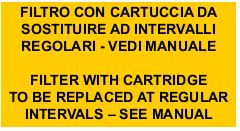 FILTRO CON CARTUCCIA DA
SOSTITUIRE AD INTERVALLI
REGOLARI - VEDI MANUALE
FILTER WITH CARTRIDGE
TO BE REPLACED AT REGULAR
INTERVALS – SEE MANUAL